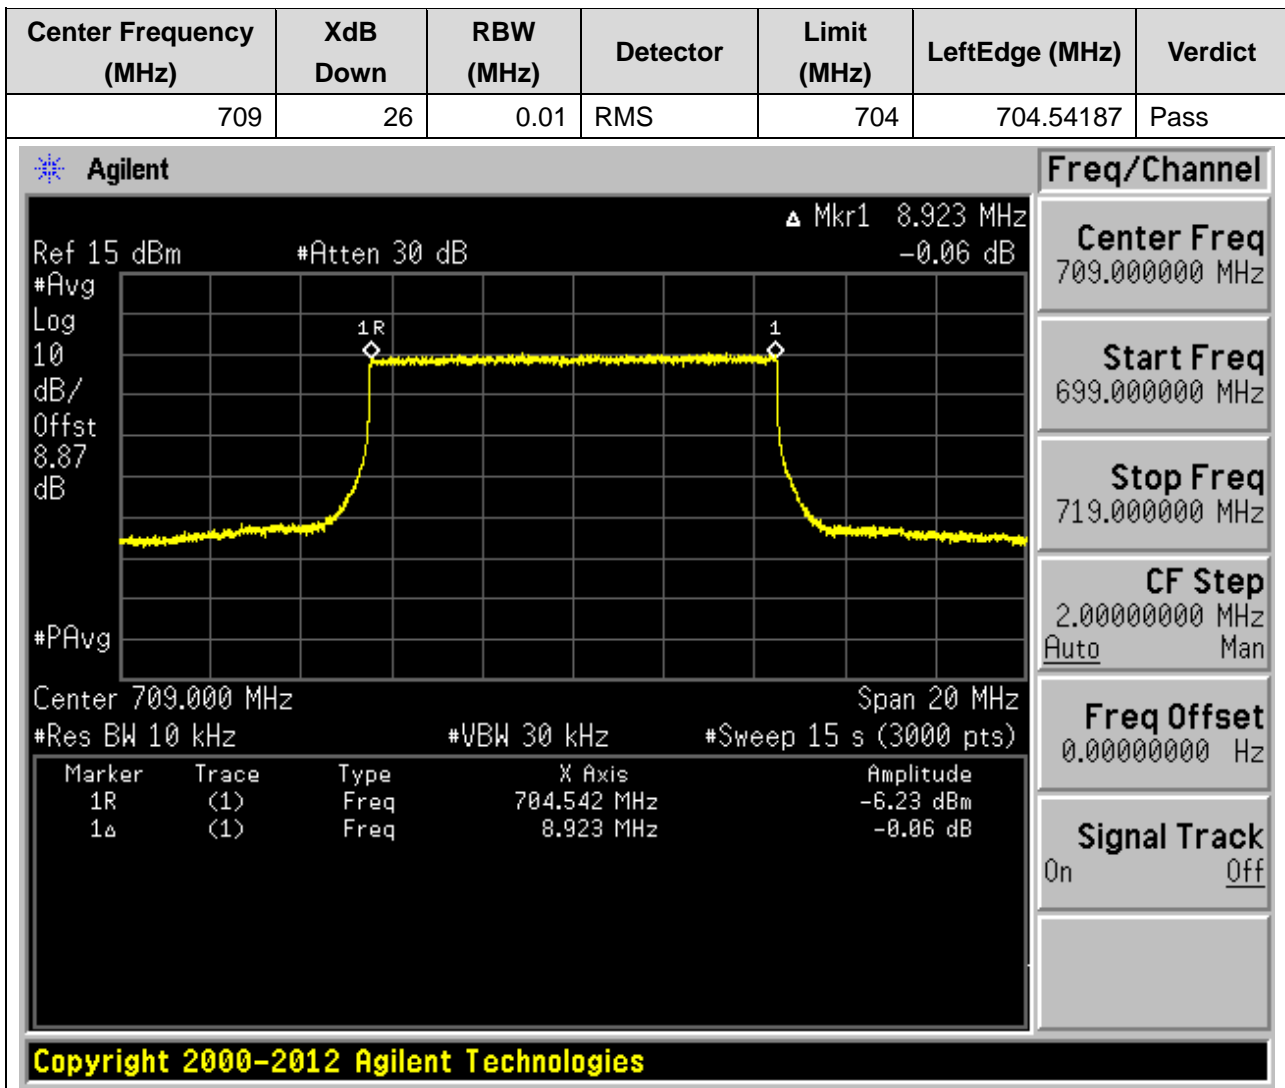 Center Frequency (MHz) XdB Down RBW (MHz) Detector Limit (MHz) LeftEdge (MHz) Verdict
709 26 0.01 RMS 704 704.54187 Pass
Agilent
Freq/Channel
Δ Mkr1 8.923 MHz
Ref 15 dBm #Atten 30 dB -0.06 dB
#Avg
Log
10
dB/
Offst
8.87
dB
1R
1
#PAvg
Center 709.000 MHz Span 20 MHz
#Res BW 10 kHz #VBW 30 kHz #Sweep 15 s (3000 pts)
Marker Trace Type X Axis Amplitude
1R (1) Freq 704.542 MHz -6.23 dBm
1Δ (1) Freq 8.923 MHz -0.06 dB
Center Freq
709.000000 MHz
Start Freq
699.000000 MHz
Stop Freq
719.000000 MHz
CF Step
2.00000000 MHz
Auto Man
Freq Offset
0.00000000 Hz
Signal Track
On Off
Copyright 2000-2012 Agilent Technologies